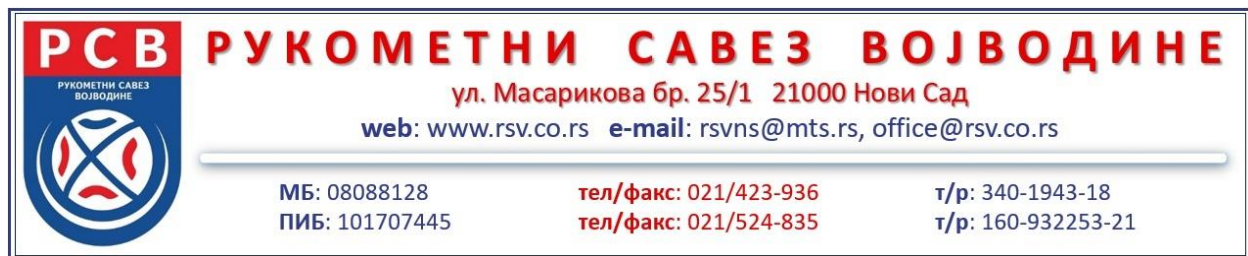 РСВ
РУКОМЕТНИ САВЕЗ
ВОЈВОДИНЕ
РУКОМЕТНИ САВЕЗ ВОЈВОДИНЕ
ул. Масарикова бр. 25/1 21000 Нови Сад
web: www.rsv.co.rs e-mail: rsvns@mts.rs, office@rsv.co.rs
МБ: 08088128 тел/факс: 021/423-936 т/р: 340-1943-18
ПИБ: 101707445 тел/факс: 021/524-835 т/р: 160-932253-21